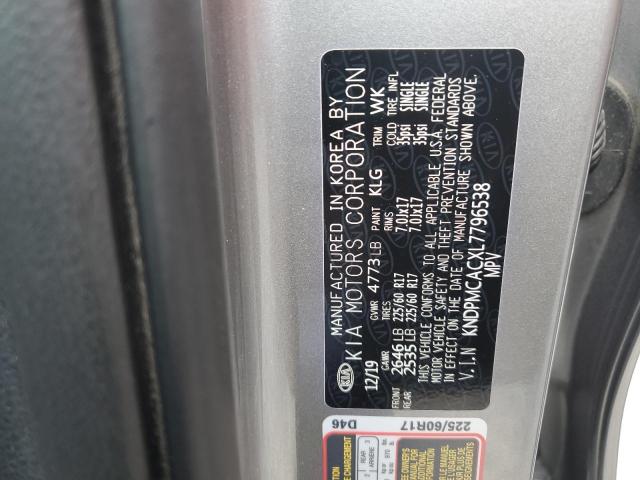 MANUFACTURED IN KOREA BY
KIA KIA MOTORS CORPORATION
12/19 GVWR 4773 LB PAINT KLG TRIM WK
GAWR TIRES RIMS COLD TIRE INFL
FRONT 2646 LB 225/60 R17 7.0Jx17 35psi SINGLE
REAR 2535 LB 225/60 R17 7.0Jx17 35psi SINGLE
THIS VEHICLE CONFORMS TO ALL APPLICABLE U.S.A. FEDERAL
MOTOR VEHICLE SAFETY AND THEFT PREVENTION STANDARDS
IN EFFECT ON THE DATE OF MANUFACTURE SHOWN ABOVE.
V.I.N KNDPMCACXL7796538
MPV
D46
225/60R17